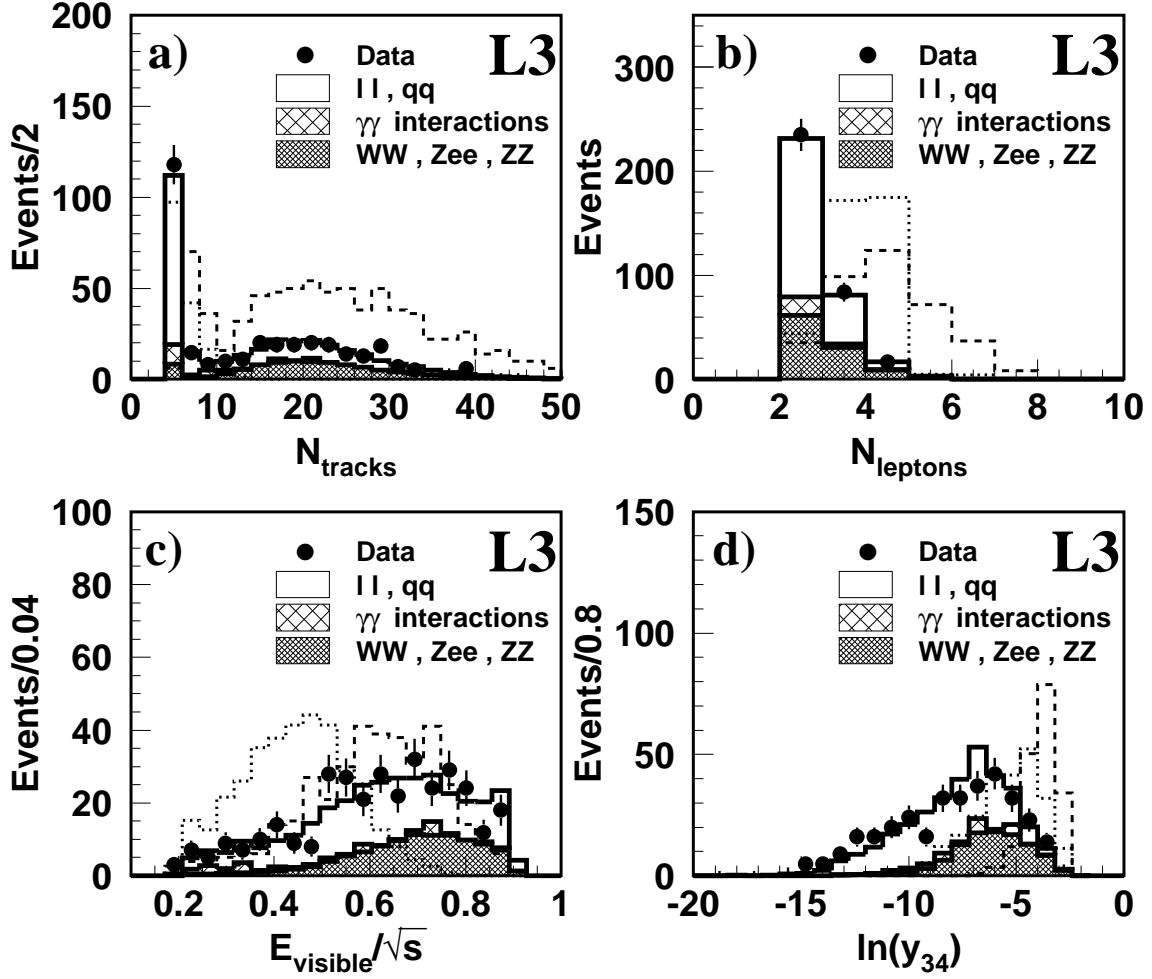 a)
L3
Data
l l , qq
γγ interactions
WW , Zee , ZZ
Events/2
0
50
100
150
200
0 10 20 30 40 50
N_tracks
b)
L3
Data
l l , qq
γγ interactions
WW , Zee , ZZ
Events
0
100
200
300
0 2 4 6 8 10
N_leptons
c)
L3
Data
l l , qq
γγ interactions
WW , Zee , ZZ
Events/0.04
0
20
40
60
80
100
0.2 0.4 0.6 0.8 1
E_visible/√s
d)
L3
Data
l l , qq
γγ interactions
WW , Zee , ZZ
Events/0.8
0
50
100
150
-20 -15 -10 -5 0
ln(y_34)